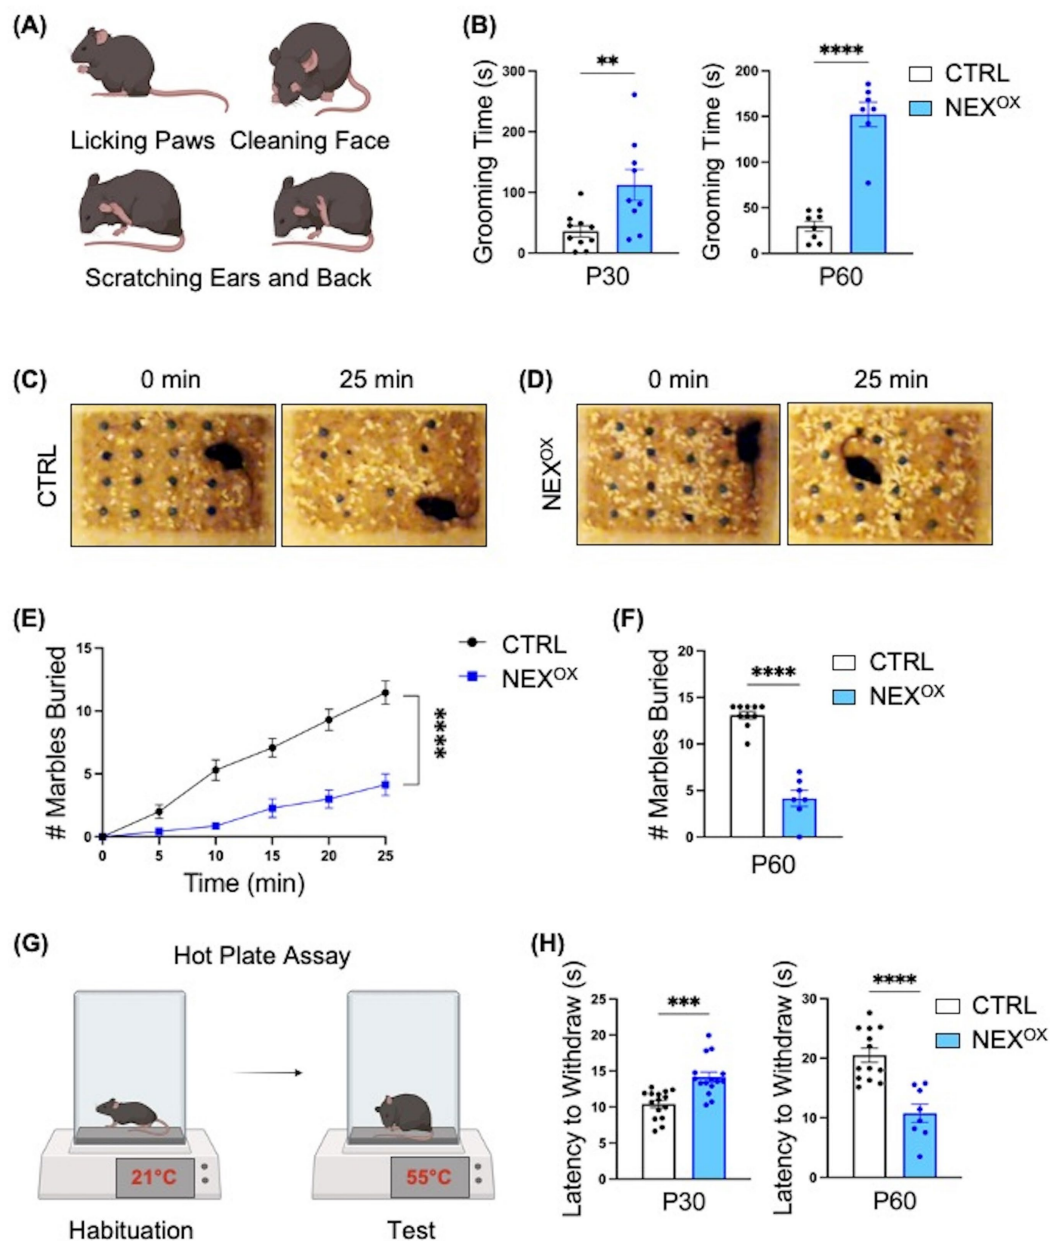 (A)
Licking Paws
Cleaning Face
Scratching Ears and Back
(B)
Grooming Time (s)
300
200
100
0
**
P30
Grooming Time (s)
200
150
100
50
0
****
P60
CTRL
NEXOX
(C)
0 min
25 min
CTRL
(D)
0 min
25 min
NEXOX
(E)
# Marbles Buried
15
10
5
0
0 5 10 15 20 25
Time (min)
CTRL
NEXOX
****
(F)
# Marbles Buried
20
15
10
5
0
****
P60
CTRL
NEXOX
(G)
Hot Plate Assay
21°C
55°C
Habituation
Test
(H)
Latency to Withdraw (s)
25
20
15
10
5
0
***
P30
Latency to Withdraw (s)
30
20
10
0
****
P60
CTRL
NEXOX